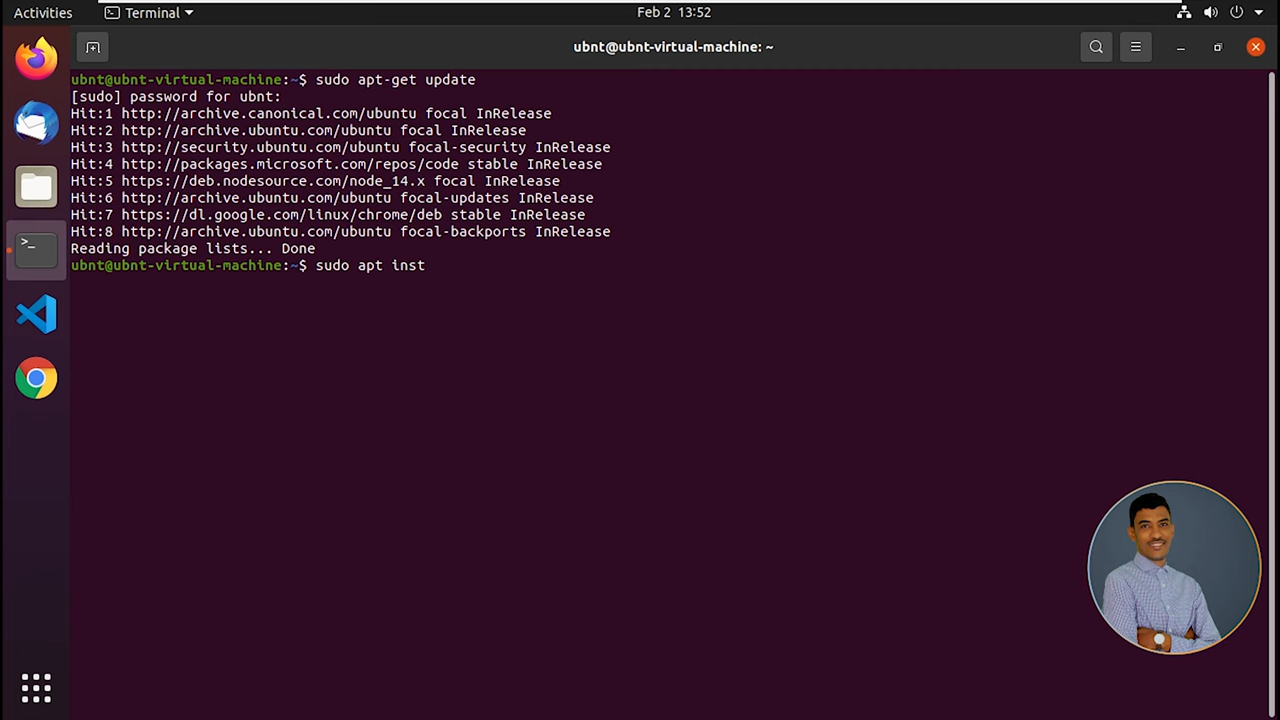 Activities
Terminal
Feb 2 13:52
ubnt@ubnt-virtual-machine: ~
ubnt@ubnt-virtual-machine:~$ sudo apt-get update
[sudo] password for ubnt:
Hit:1 http://archive.canonical.com/ubuntu focal InRelease
Hit:2 http://archive.ubuntu.com/ubuntu focal InRelease
Hit:3 http://security.ubuntu.com/ubuntu focal-security InRelease
Hit:4 http://packages.microsoft.com/repos/code stable InRelease
Hit:5 https://deb.nodesource.com/node_14.x focal InRelease
Hit:6 http://archive.ubuntu.com/ubuntu focal-updates InRelease
Hit:7 https://dl.google.com/linux/chrome/deb stable InRelease
Hit:8 http://archive.ubuntu.com/ubuntu focal-backports InRelease
Reading package lists... Done
ubnt@ubnt-virtual-machine:~$ sudo apt inst